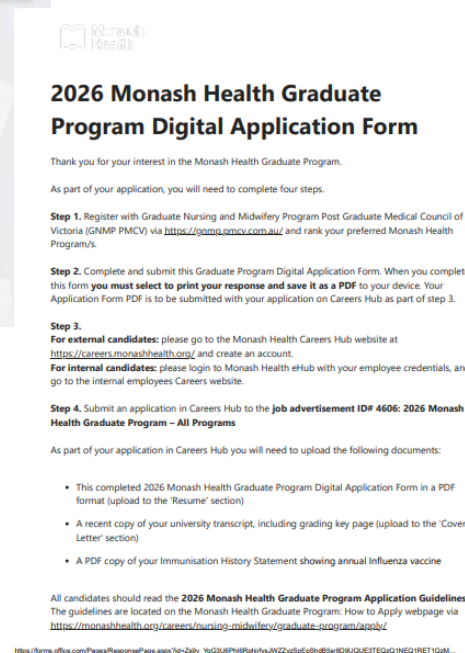 Monash
Health
2026 Monash Health Graduate
Program Digital Application Form
Thank you for your interest in the Monash Health Graduate Program.
As part of your application, you will need to complete four steps.
Step 1. Register with Graduate Nursing and Midwifery Program Post Graduate Medical Council of
Victoria (GNMP PMCV) via https://gnmp.pmcv.com.au/ and rank your preferred Monash Health
Program/s.
Step 2. Complete and submit this Graduate Program Digital Application Form. When you complet
this form you must select to print your response and save it as a PDF to your device. Your
Application Form PDF is to be submitted with your application on Careers Hub as part of step 3.
Step 3.
For external candidates: please go to the Monash Health Careers Hub website at
https://careers.monashhealth.org/ and create an account.
For internal candidates: please login to Monash Health eHub with your employee credentials, and
go to the internal employees Careers website.
Step 4. Submit an application in Careers Hub to the job advertisement ID# 4606: 2026 Monash
Health Graduate Program – All Programs
As part of your application in Careers Hub you will need to upload the following documents:
• This completed 2026 Monash Health Graduate Program Digital Application Form in a PDF
format (upload to the 'Resume' section)
• A recent copy of your university transcript, including grading key page (upload to the 'Cover
Letter' section)
• A PDF copy of your Immunisation History Statement showing annual Influenza vaccine
All candidates should read the 2026 Monash Health Graduate Program Application Guidelines
The guidelines are located on the Monash Health Graduate Program: How to Apply webpage via
https://monashhealth.org/careers/nursing-midwifery/graduate-program/apply/